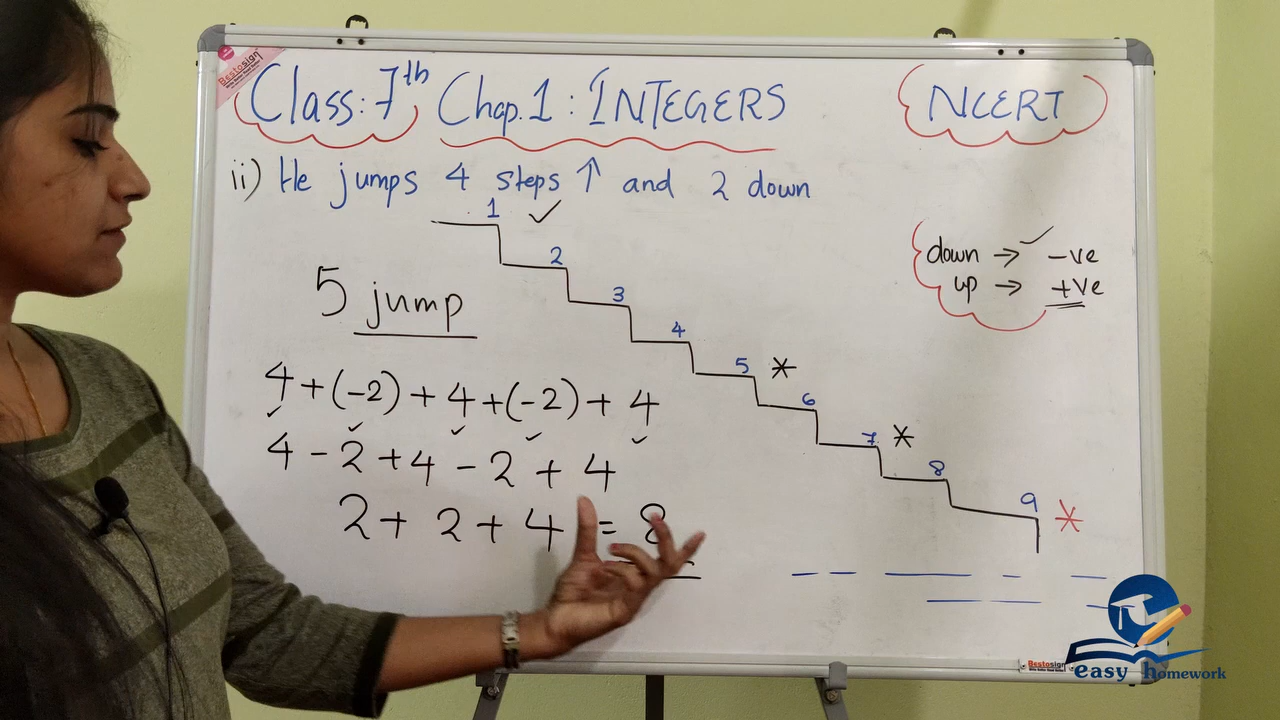 Bestosign
Class: 7th Chap. 1 : INTEGERS
NCERT
ii) He jumps 4 steps ↑ and 2 down
1 ✓
2
3
4
5 *
6
7 *
8
9 *
down → ✓ -ve
up → +ve
5 jump
4 + (-2) + 4 + (-2) + 4
4 - 2 + 4 - 2 + 4
2 + 2 + 4 = 8
Bestosign
easy homework